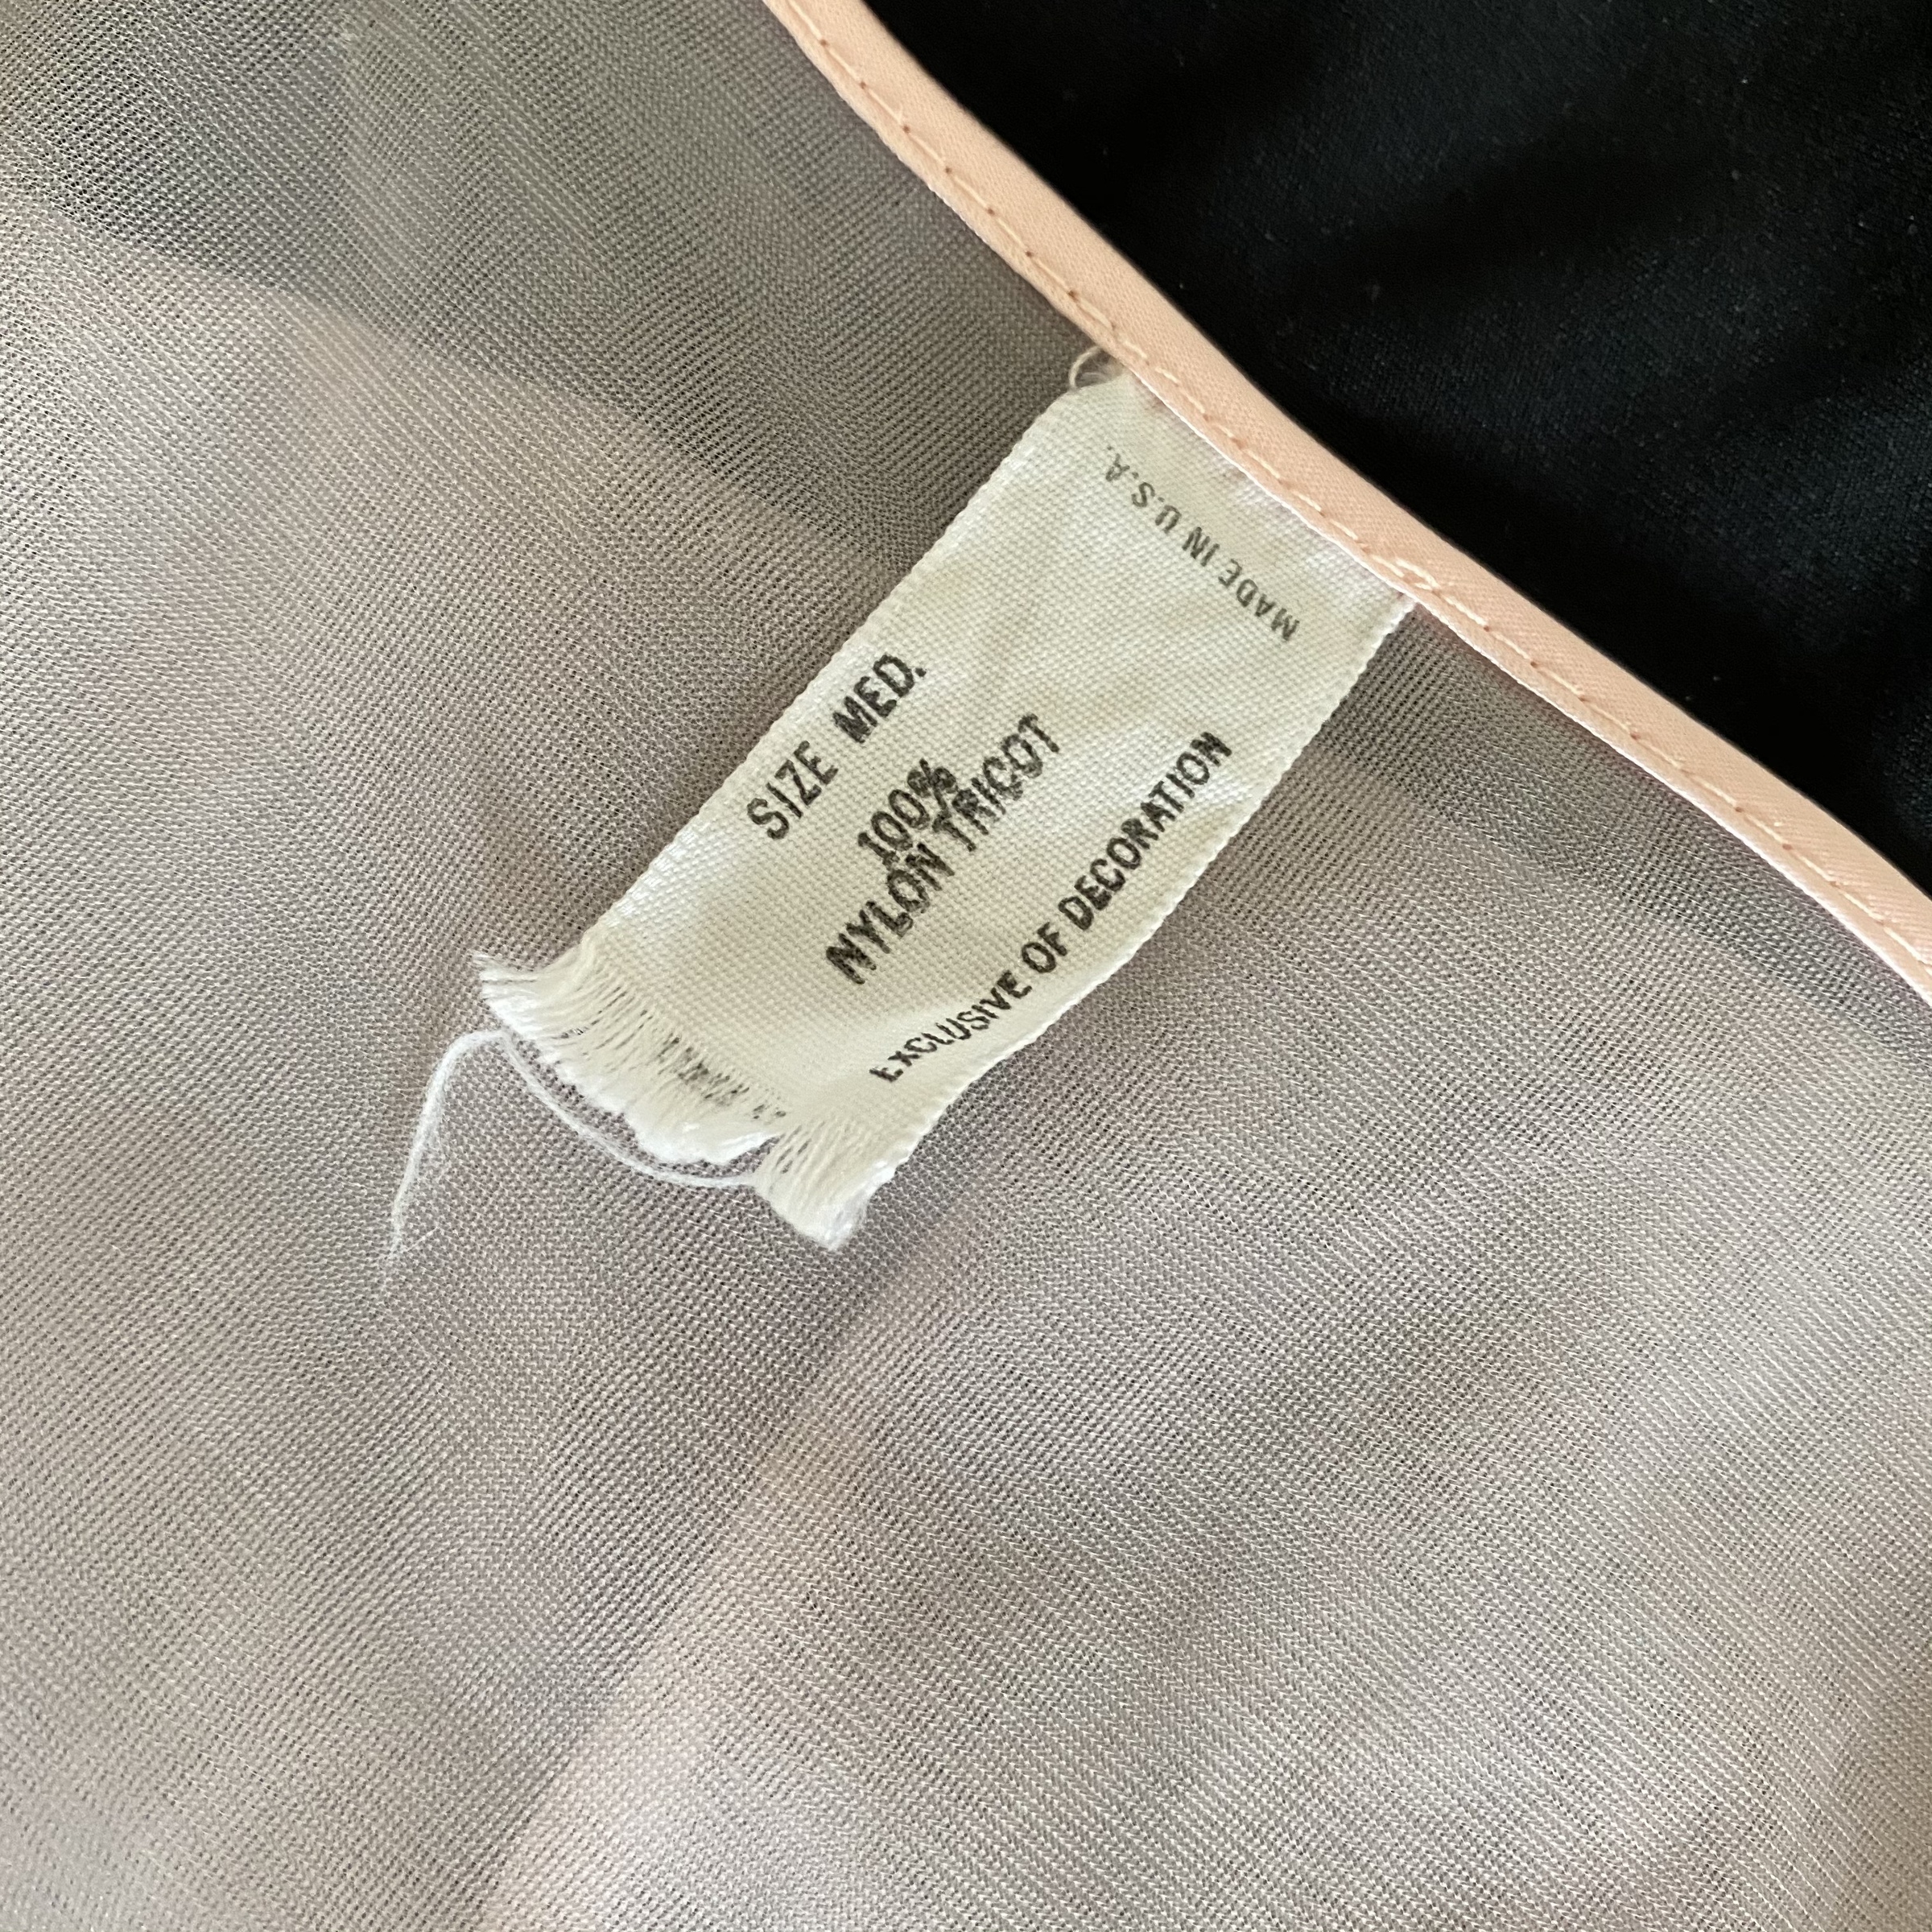 SIZE MED.
100%
NYLON TRICOT
EXCLUSIVE OF DECORATION
MADE IN U.S.A.